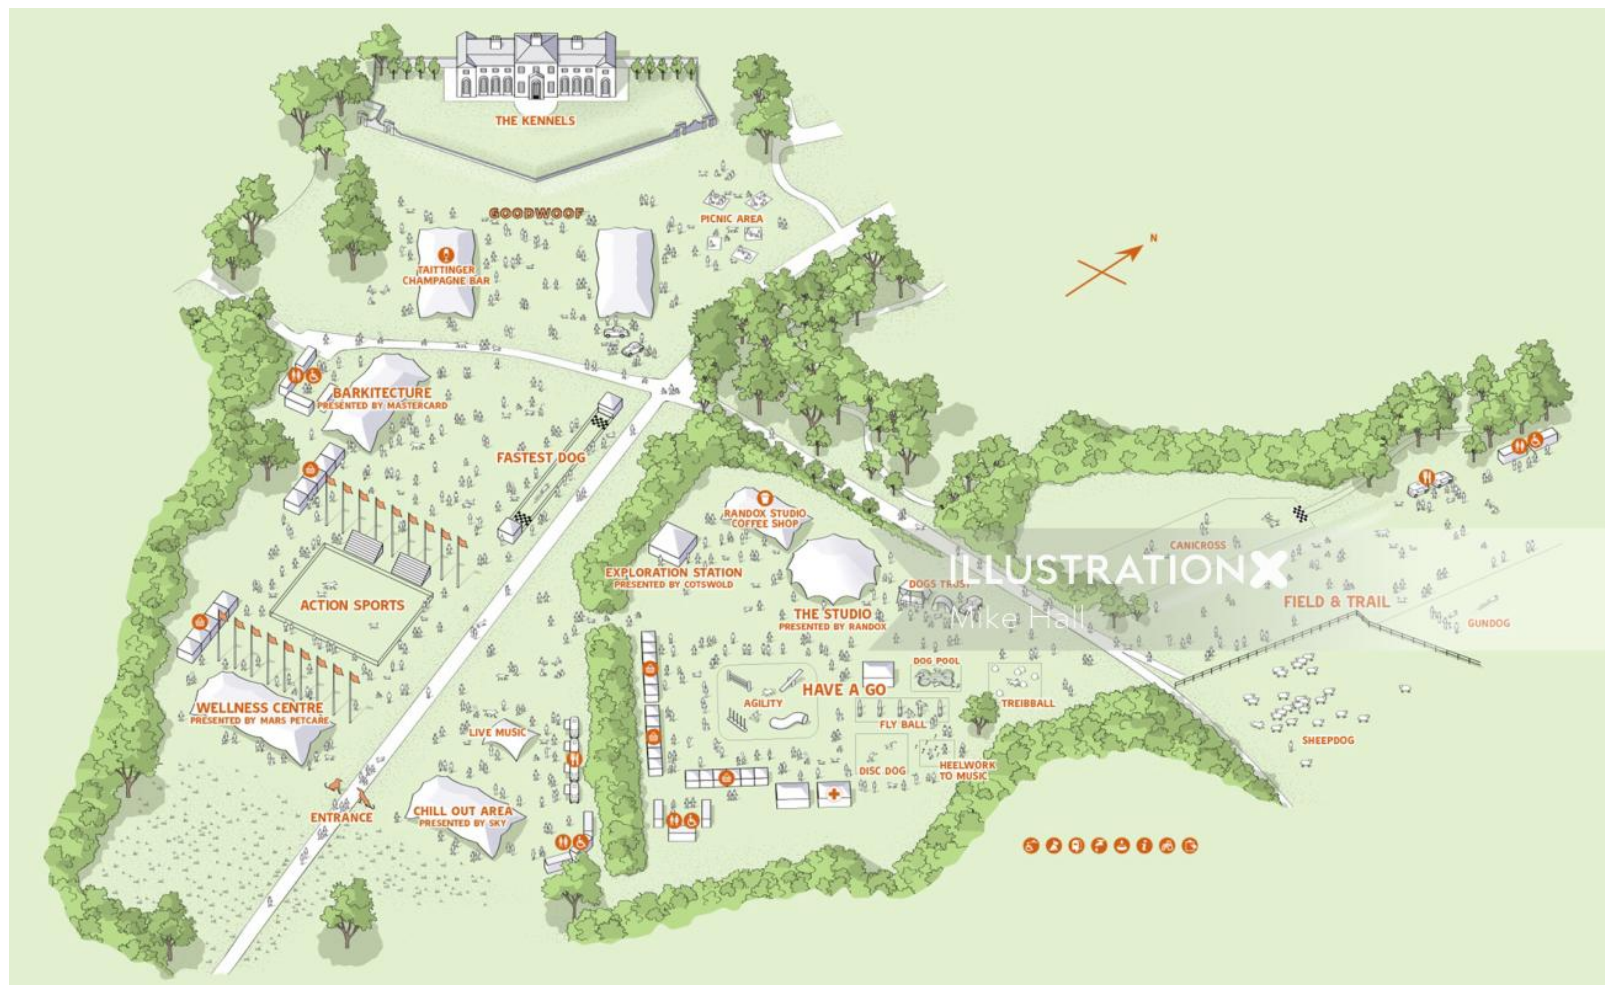 THE KENNELS
GOODWOOF
PICNIC AREA
N
TAITTINGER
CHAMPAGNE BAR
BARKITECTURE
PRESENTED BY MASTERCARD
FASTEST DOG
RANDOX STUDIO
COFFEE SHOP
EXPLORATION STATION
PRESENTED BY COTSWOLD
CANICROSS
ILLUSTRATIONX
Mike Hall
DOGS TRUST
THE STUDIO
PRESENTED BY RANDOX
FIELD & TRAIL
GUNDOG
ACTION SPORTS
WELLNESS CENTRE
PRESENTED BY MARS PETCARE
DOG POOL
HAVE A GO
AGILITY
TREIBBALL
FLY BALL
LIVE MUSIC
SHEEPDOG
DISC DOG
HEELWORK
TO MUSIC
ENTRANCE
CHILL OUT AREA
PRESENTED BY SKY
i